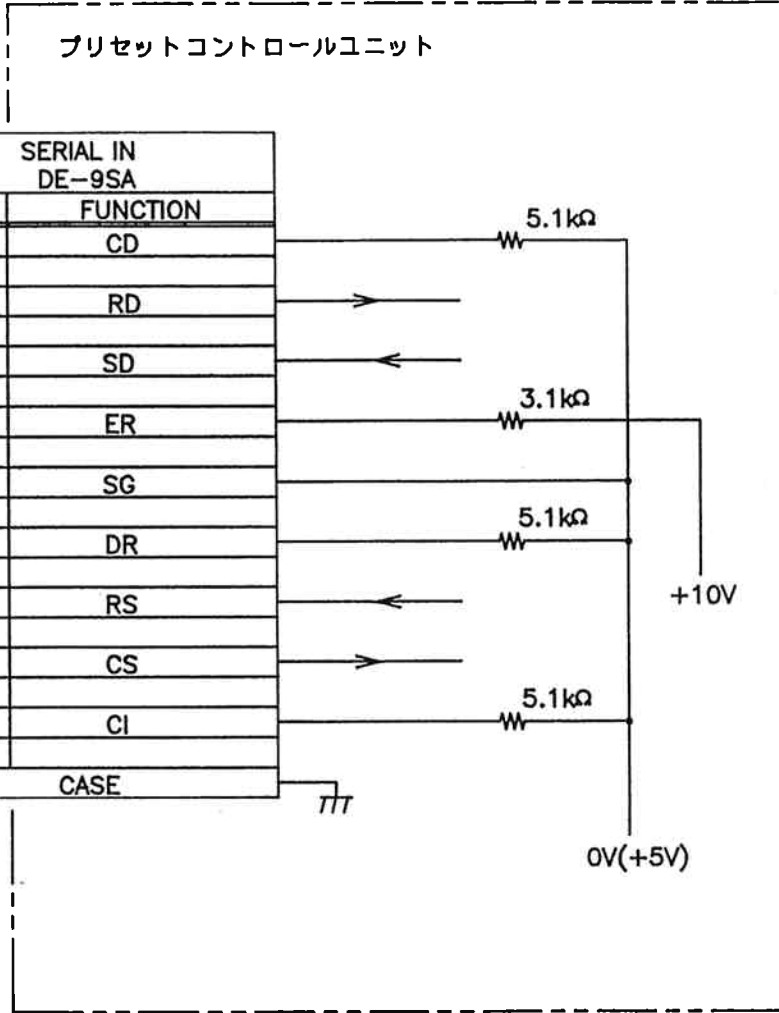 プリセットコントロールユニット
SERIAL IN
DE-9SA
FUNCTION
CD
5.1kΩ
RD
SD
ER
3.1kΩ
SG
DR
5.1kΩ
RS
+10V
CS
CI
5.1kΩ
CASE
0V(+5V)